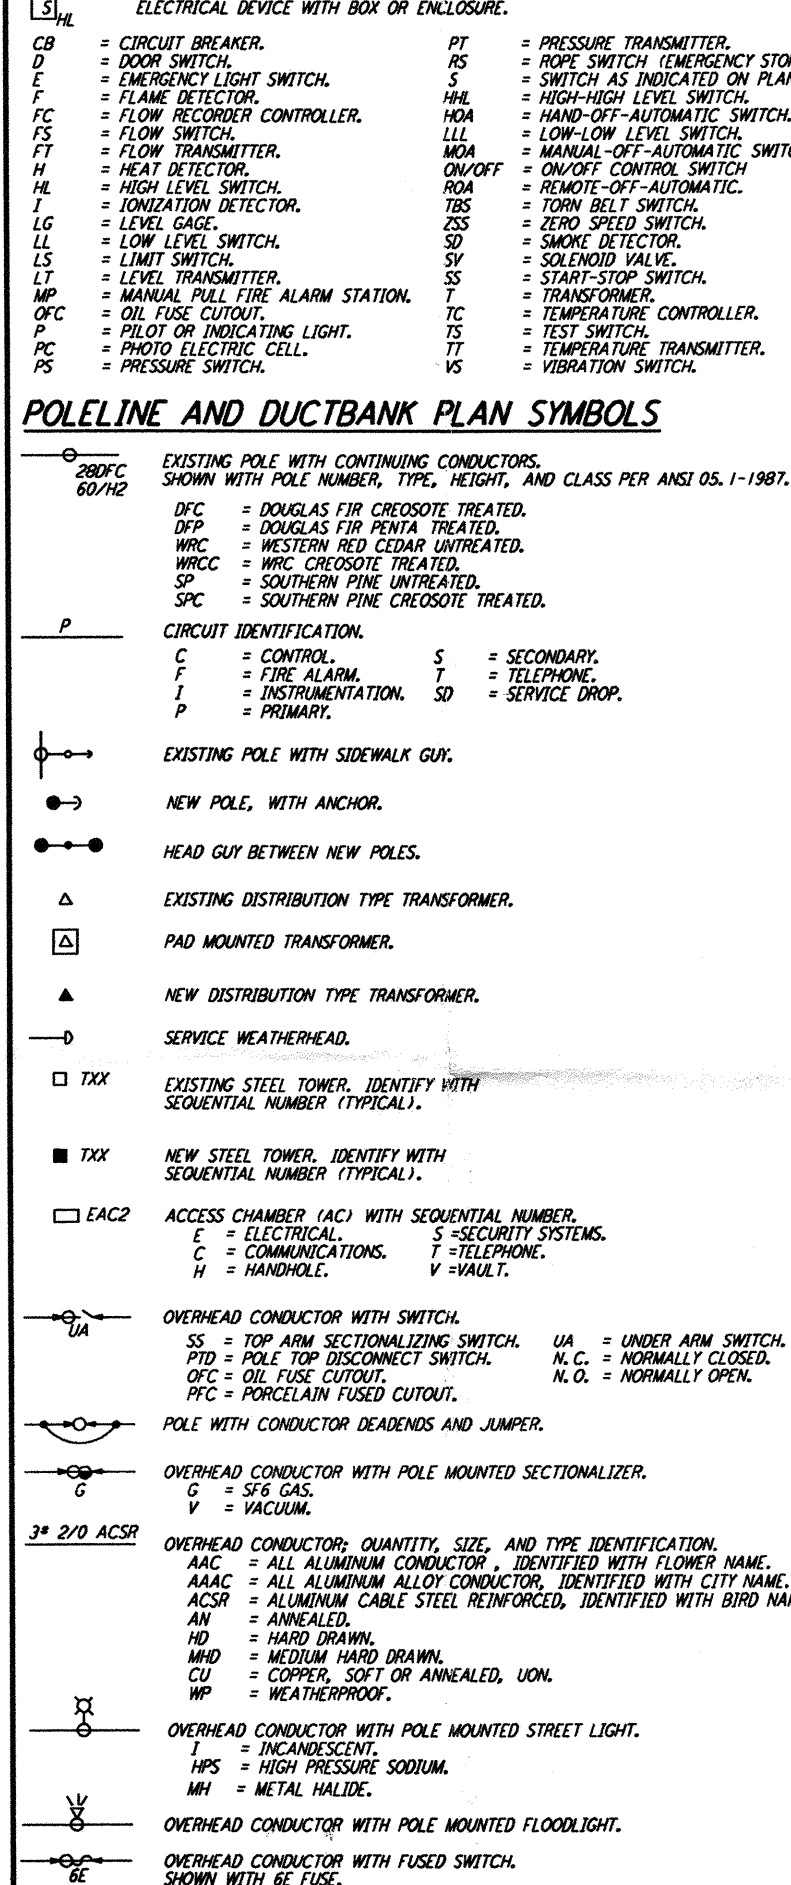 S HL ELECTRICAL DEVICE WITH BOX OR ENCLOSURE.
CB = CIRCUIT BREAKER.
D = DOOR SWITCH.
E = EMERGENCY LIGHT SWITCH.
F = FLAME DETECTOR.
FC = FLOW RECORDER CONTROLLER.
FS = FLOW SWITCH.
FT = FLOW TRANSMITTER.
H = HEAT DETECTOR.
HL = HIGH LEVEL SWITCH.
I = IONIZATION DETECTOR.
LG = LEVEL GAGE.
LL = LOW LEVEL SWITCH.
LS = LIMIT SWITCH.
LT = LEVEL TRANSMITTER.
MP = MANUAL PULL FIRE ALARM STATION.
OFC = OIL FUSE CUTOUT.
P = PILOT OR INDICATING LIGHT.
PC = PHOTO ELECTRIC CELL.
PS = PRESSURE SWITCH.
PT = PRESSURE TRANSMITTER.
RS = ROPE SWITCH (EMERGENCY STO
S = SWITCH AS INDICATED ON PLAN
HHL = HIGH-HIGH LEVEL SWITCH.
HOA = HAND-OFF-AUTOMATIC SWITCH.
LLL = LOW-LOW LEVEL SWITCH.
MOA = MANUAL-OFF-AUTOMATIC SWIT
ON/OFF = ON/OFF CONTROL SWITCH
ROA = REMOTE-OFF-AUTOMATIC.
TBS = TORN BELT SWITCH.
ZSS = ZERO SPEED SWITCH.
SD = SMOKE DETECTOR.
SV = SOLENOID VALVE.
SS = START-STOP SWITCH.
T = TRANSFORMER.
TC = TEMPERATURE CONTROLLER.
TS = TEST SWITCH.
TT = TEMPERATURE TRANSMITTER.
VS = VIBRATION SWITCH.
POLELINE AND DUCTBANK PLAN SYMBOLS
28DFC EXISTING POLE WITH CONTINUING CONDUCTORS.
60/H2 SHOWN WITH POLE NUMBER, TYPE, HEIGHT, AND CLASS PER ANSI 05.1-1987.
DFC = DOUGLAS FIR CREOSOTE TREATED.
DFP = DOUGLAS FIR PENTA TREATED.
WRC = WESTERN RED CEDAR UNTREATED.
WRCC = WRC CREOSOTE TREATED.
SP = SOUTHERN PINE UNTREATED.
SPC = SOUTHERN PINE CREOSOTE TREATED.
P CIRCUIT IDENTIFICATION.
C = CONTROL. S = SECONDARY.
F = FIRE ALARM. T = TELEPHONE.
I = INSTRUMENTATION. SD = SERVICE DROP.
P = PRIMARY.
EXISTING POLE WITH SIDEWALK GUY.
NEW POLE, WITH ANCHOR.
HEAD GUY BETWEEN NEW POLES.
EXISTING DISTRIBUTION TYPE TRANSFORMER.
PAD MOUNTED TRANSFORMER.
NEW DISTRIBUTION TYPE TRANSFORMER.
SERVICE WEATHERHEAD.
TXX EXISTING STEEL TOWER. IDENTIFY WITH
SEQUENTIAL NUMBER (TYPICAL).
TXX NEW STEEL TOWER. IDENTIFY WITH
SEQUENTIAL NUMBER (TYPICAL).
EAC2 ACCESS CHAMBER (AC) WITH SEQUENTIAL NUMBER.
E = ELECTRICAL. S =SECURITY SYSTEMS.
C = COMMUNICATIONS. T =TELEPHONE.
H = HANDHOLE. V =VAULT.
UA OVERHEAD CONDUCTOR WITH SWITCH.
SS = TOP ARM SECTIONALIZING SWITCH. UA = UNDER ARM SWITCH.
PTD = POLE TOP DISCONNECT SWITCH. N.C. = NORMALLY CLOSED.
OFC = OIL FUSE CUTOUT. N.O. = NORMALLY OPEN.
PFC = PORCELAIN FUSED CUTOUT.
POLE WITH CONDUCTOR DEADENDS AND JUMPER.
OVERHEAD CONDUCTOR WITH POLE MOUNTED SECTIONALIZER.
G G = SF6 GAS.
V = VACUUM.
3# 2/0 ACSR OVERHEAD CONDUCTOR; QUANTITY, SIZE, AND TYPE IDENTIFICATION.
AAC = ALL ALUMINUM CONDUCTOR , IDENTIFIED WITH FLOWER NAME.
AAAC = ALL ALUMINUM ALLOY CONDUCTOR, IDENTIFIED WITH CITY NAME.
ACSR = ALUMINUM CABLE STEEL REINFORCED, IDENTIFIED WITH BIRD NA
AN = ANNEALED.
HD = HARD DRAWN.
MHD = MEDIUM HARD DRAWN.
CU = COPPER, SOFT OR ANNEALED, UON.
WP = WEATHERPROOF.
OVERHEAD CONDUCTOR WITH POLE MOUNTED STREET LIGHT.
I = INCANDESCENT.
HPS = HIGH PRESSURE SODIUM.
MH = METAL HALIDE.
OVERHEAD CONDUCTOR WITH POLE MOUNTED FLOODLIGHT.
OVERHEAD CONDUCTOR WITH FUSED SWITCH.
6E SHOWN WITH 6E FUSE.